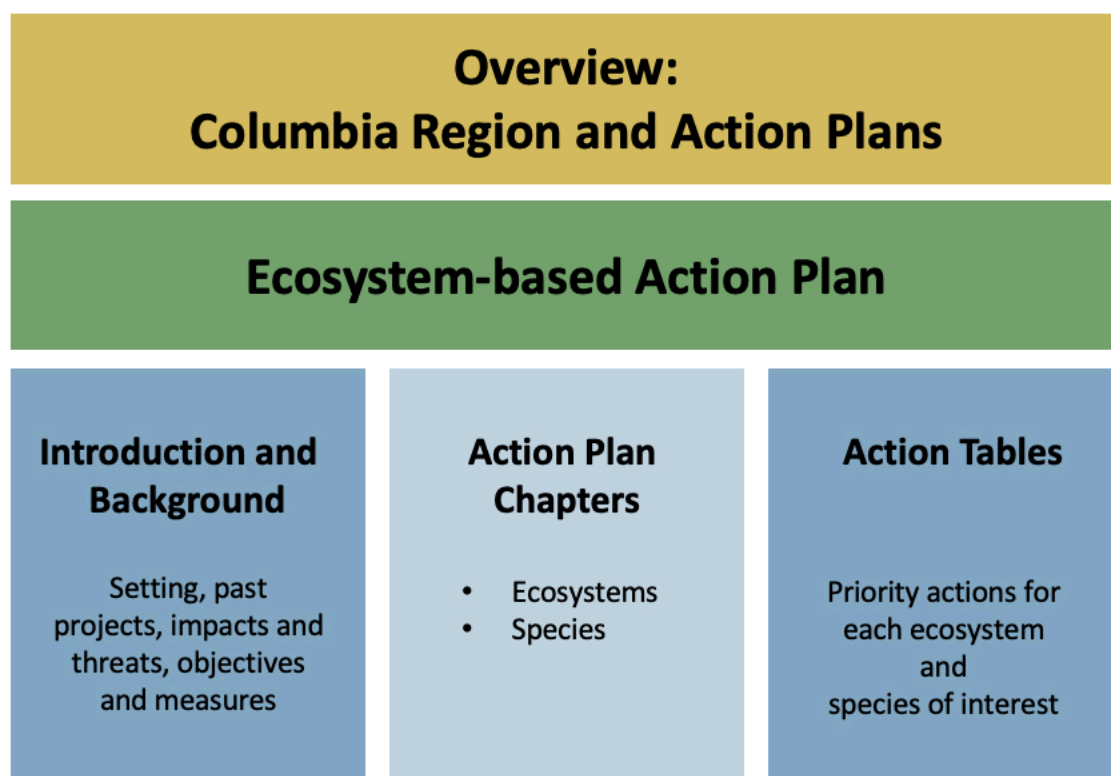 Overview:
Columbia Region and Action Plans
Ecosystem-based Action Plan
Introduction and
Background
Setting, past
projects, impacts and
threats, objectives
and measures
Action Plan
Chapters
• Ecosystems
• Species
Action Tables
Priority actions for
each ecosystem
and
species of interest